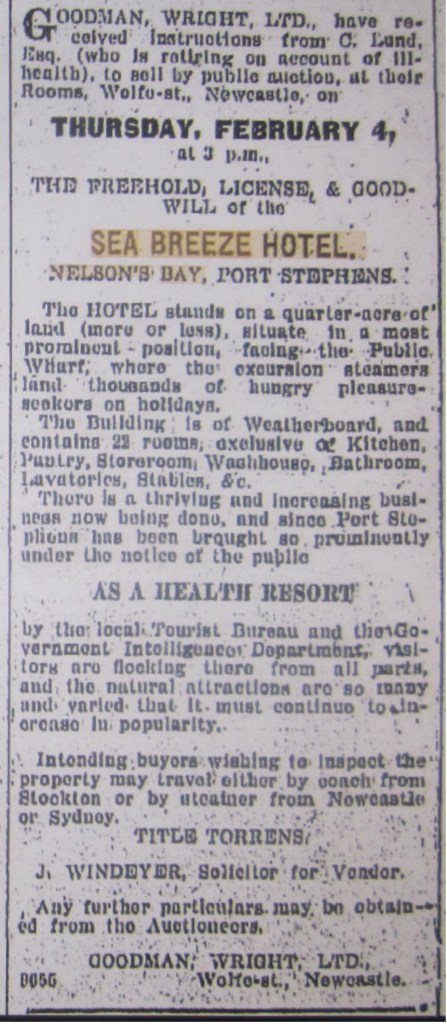 GOODMAN, WRIGHT, LTD., have re-
ceived instructions from C. Lund,
Esq. (who is retiring on account of ill-
health), to sell by public auction, at their
Rooms, Wolfe-st., Newcastle, on
THURSDAY, FEBRUARY 4,
at 3 p.m.,
THE FREEHOLD, LICENSE, & GOOD-
WILL of the
SEA BREEZE HOTEL,
NELSON'S BAY, PORT STEPHENS.
The HOTEL stands on a quarter-acre of
land (more or less), situate in a most
prominent position, facing the Public
Wharf, where the excursion steamers
land thousands of hungry pleasure-
seekers on holidays.
The Building is of Weatherboard, and
contains 22 rooms, exclusive of Kitchen,
Pantry, Storeroom, Washhouse, Bathroom,
Lavatories, Stables, &c.
There is a thriving and increasing busi-
ness now being done, and since Port Ste-
phens has been brought so prominently
under the notice of the public
AS A HEALTH RESORT
by the local Tourist Bureau and the Go-
vernment Intelligence Department, visi-
tors are flocking there from all parts,
and the natural attractions are so many
and varied that it must continue to in-
crease in popularity.
Intending buyers wishing to inspect the
property may travel either by coach from
Stockton or by steamer from Newcastle
or Sydney.
TITLE TORRENS.
J. WINDEYER, Solicitor for Vendor.
Any further particulars may be obtain-
ed from the Auctioneers,
GOODMAN, WRIGHT, LTD.,
Wolfe-st., Newcastle.